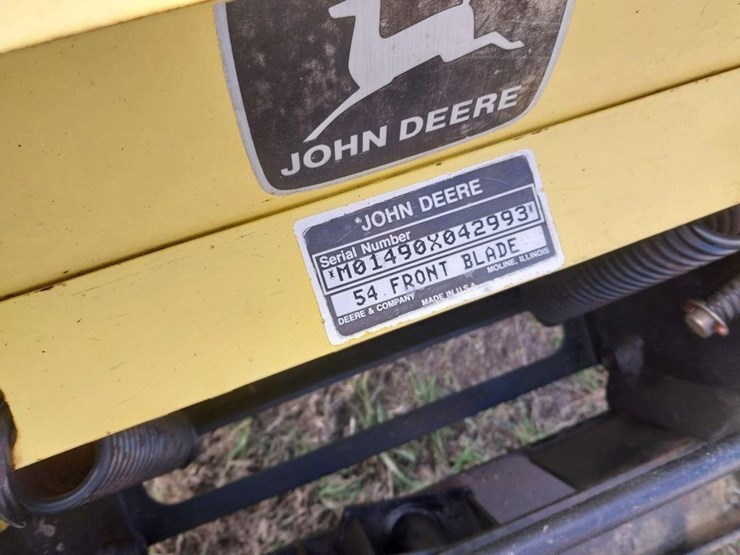 JOHN DEERE
JOHN DEERE
Serial Number
*M01490X042993*
54 FRONT BLADE
DEERE & COMPANY MADE IN U.S.A. MOLINE, ILLINOIS